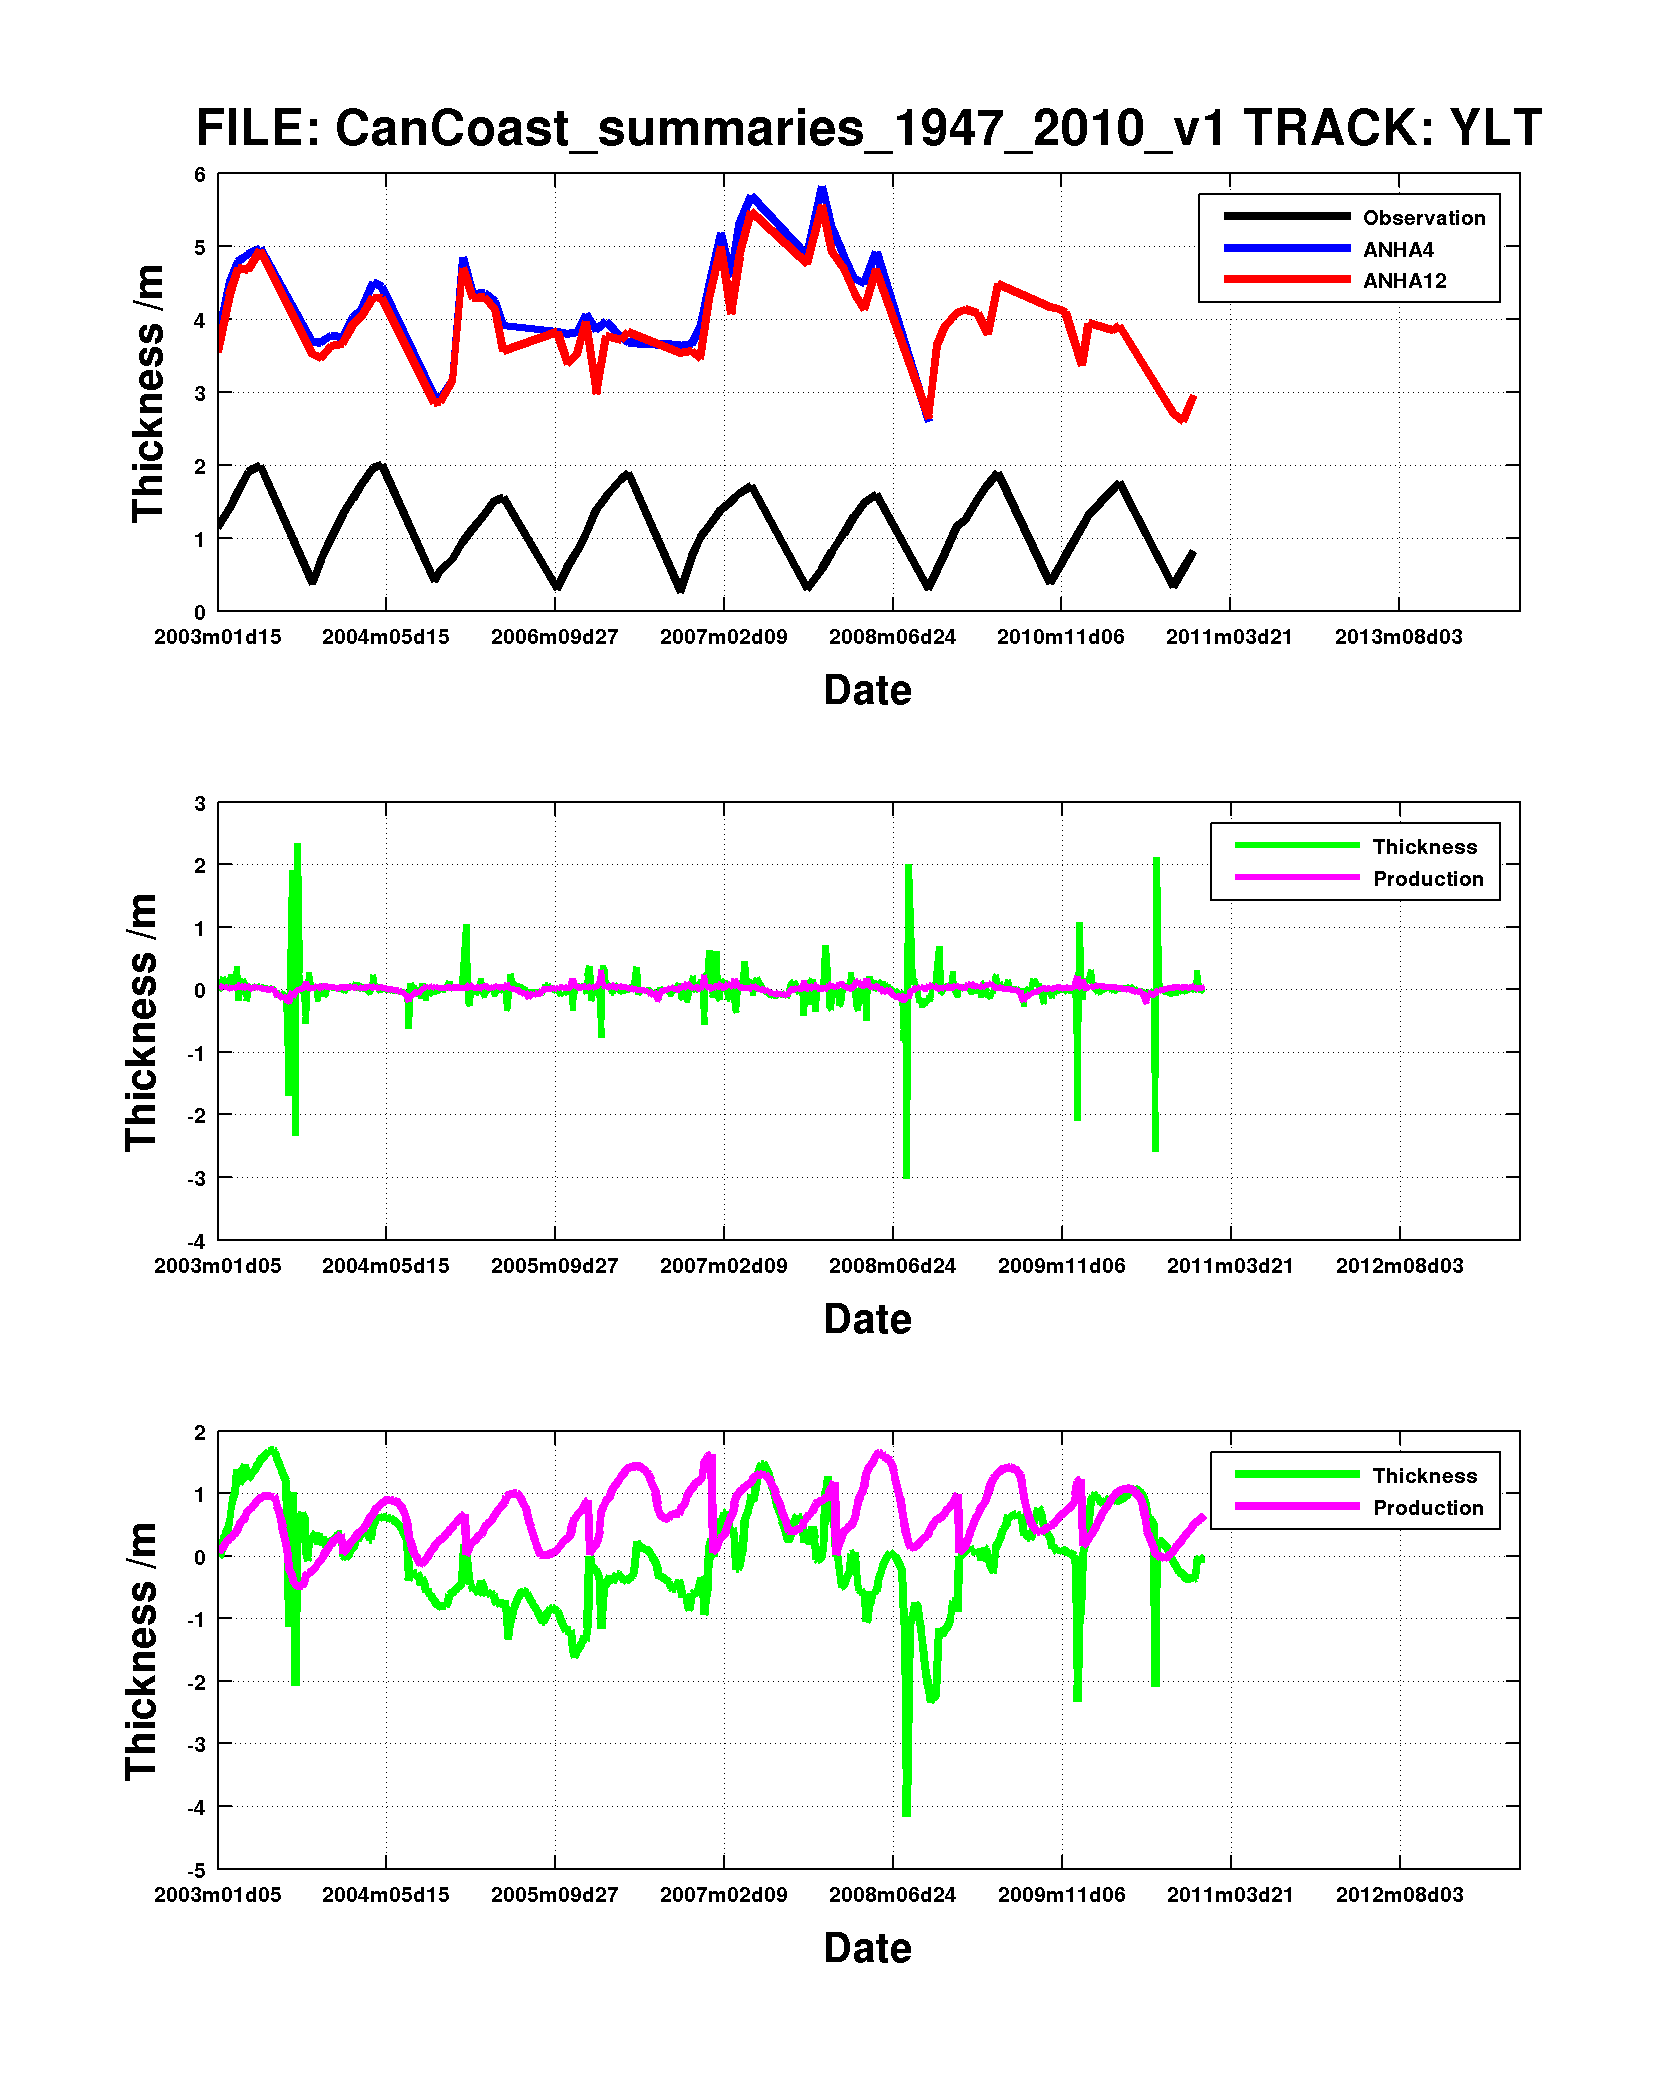 FILE: CanCoast_summaries_1947_2010_v1 TRACK: YLT
6
5
4
3
2
1
0
Thickness /m
Observation
ANHA4
ANHA12
2003m01d15 2004m05d15 2006m09d27 2007m02d09 2008m06d24 2010m11d06 2011m03d21 2013m08d03
Date
3
2
1
0
-1
-2
-3
-4
Thickness /m
Thickness
Production
2003m01d05 2004m05d15 2005m09d27 2007m02d09 2008m06d24 2009m11d06 2011m03d21 2012m08d03
Date
2
1
0
-1
-2
-3
-4
-5
Thickness /m
Thickness
Production
2003m01d05 2004m05d15 2005m09d27 2007m02d09 2008m06d24 2009m11d06 2011m03d21 2012m08d03
Date